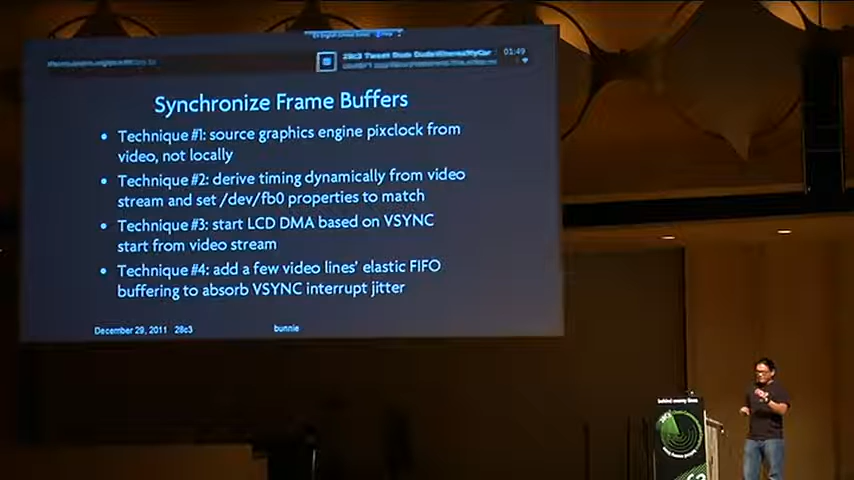 01:49
Synchronize Frame Buffers
• Technique #1: source graphics engine pixclock from
video, not locally
• Technique #2: derive timing dynamically from video
stream and set /dev/fb0 properties to match
• Technique #3: start LCD DMA based on VSYNC
start from video stream
• Technique #4: add a few video lines' elastic FIFO
buffering to absorb VSYNC interrupt jitter
December 29, 2011 28c3 bunnie
behind enemy lines